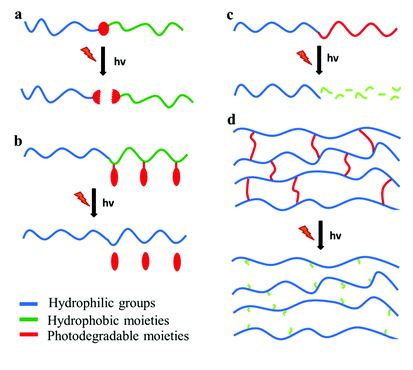 a
hv
b
hv
c
hv
d
hv
Hydrophilic groups
Hydrophobic moieties
Photodegradable moieties